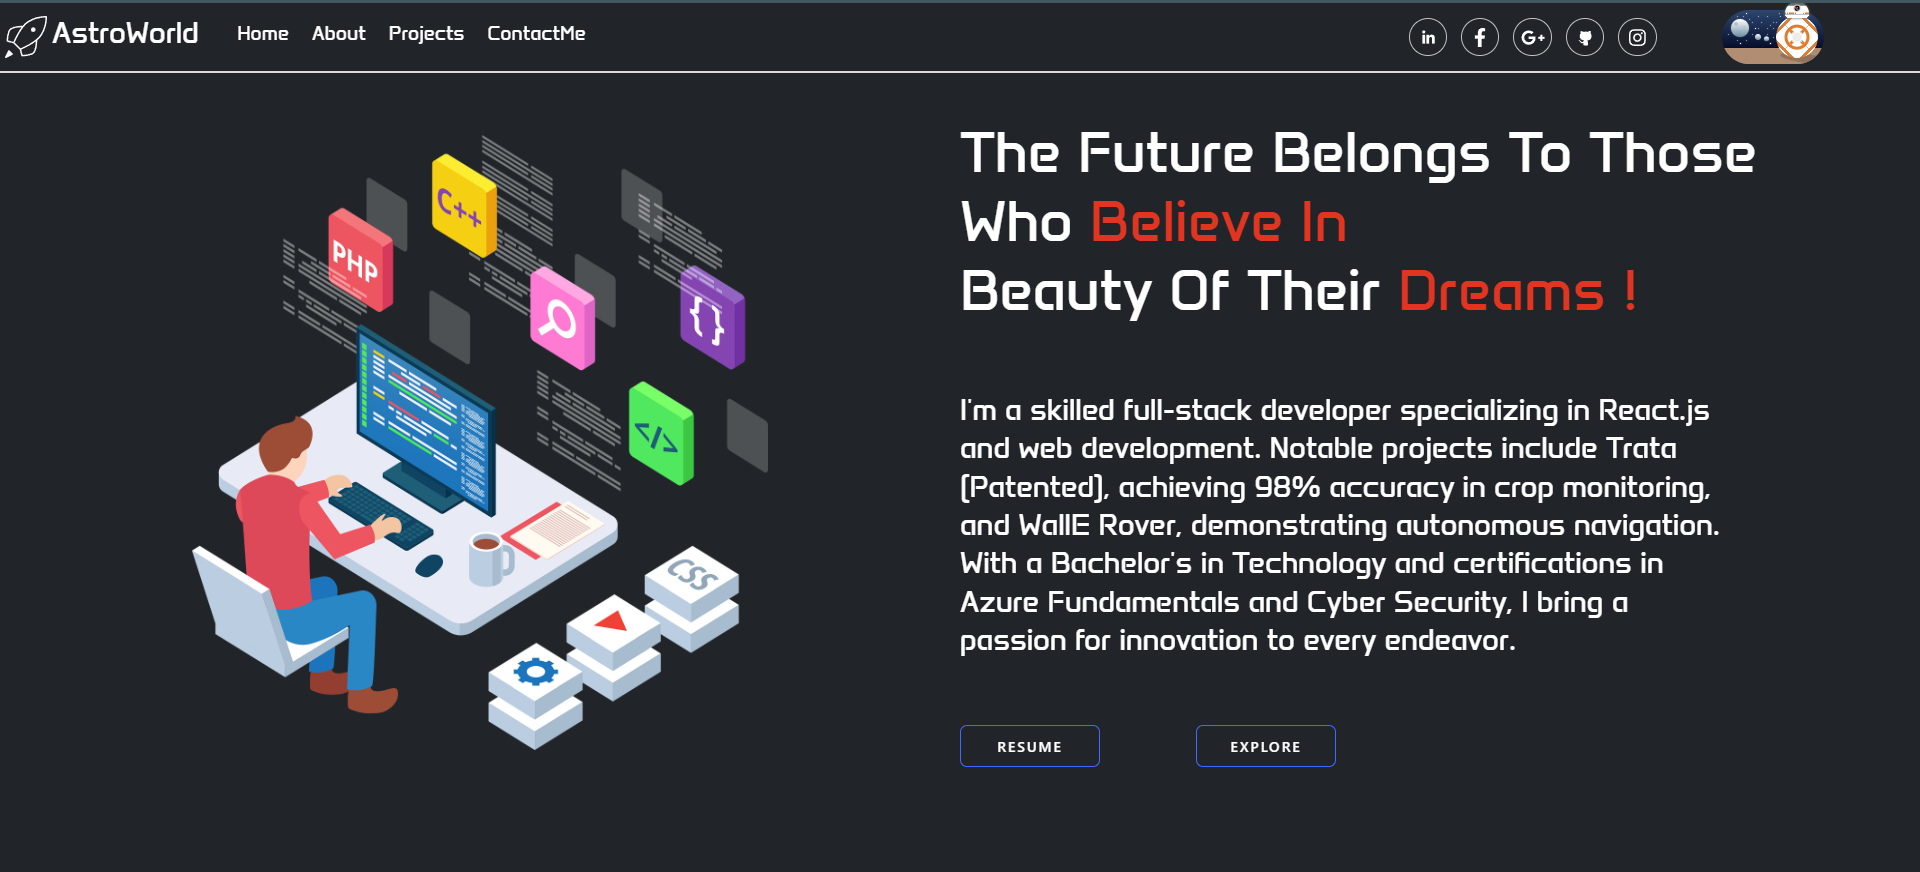 AstroWorld Home About Projects ContactMe in f G+
The Future Belongs To Those
Who Believe In
Beauty Of Their Dreams !
C++
PHP
{}
</>
CSS
I'm a skilled full-stack developer specializing in React.js
and web development. Notable projects include Trata
(Patented), achieving 98% accuracy in crop monitoring,
and WallE Rover, demonstrating autonomous navigation.
With a Bachelor's in Technology and certifications in
Azure Fundamentals and Cyber Security, I bring a
passion for innovation to every endeavor.
RESUME EXPLORE